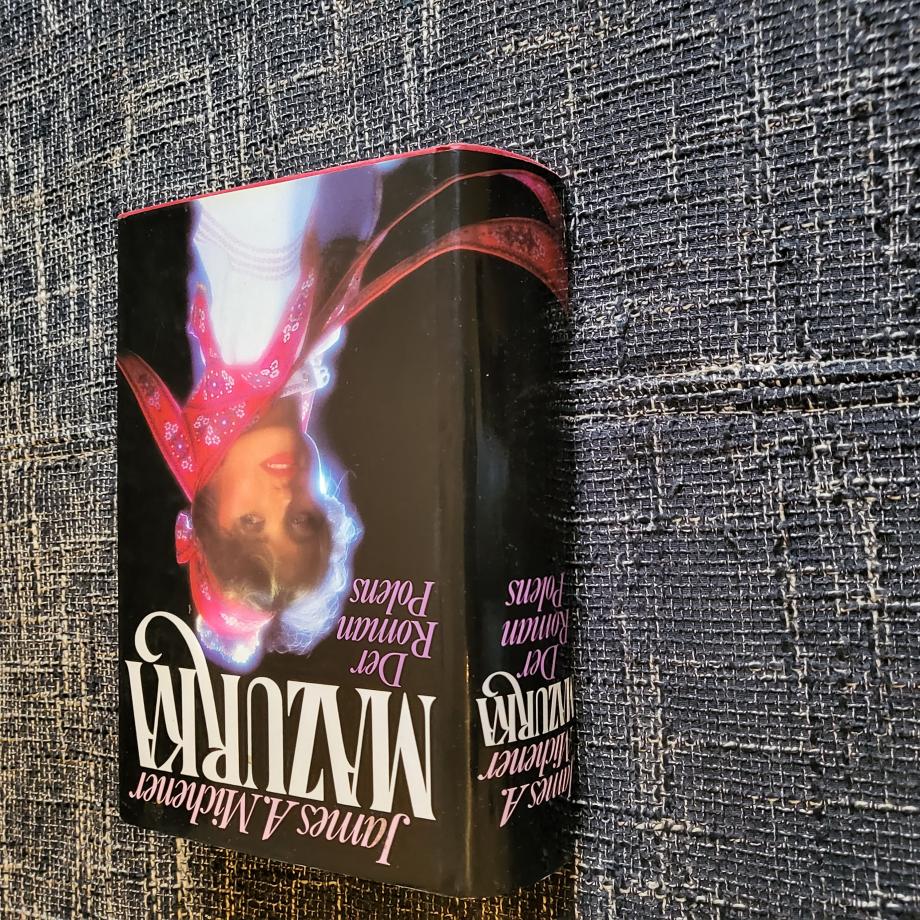 James A. Michener
MAZURKA
Der
Roman
Polens
James A.
Michener
MAZURKA
Der
Roman
Polens